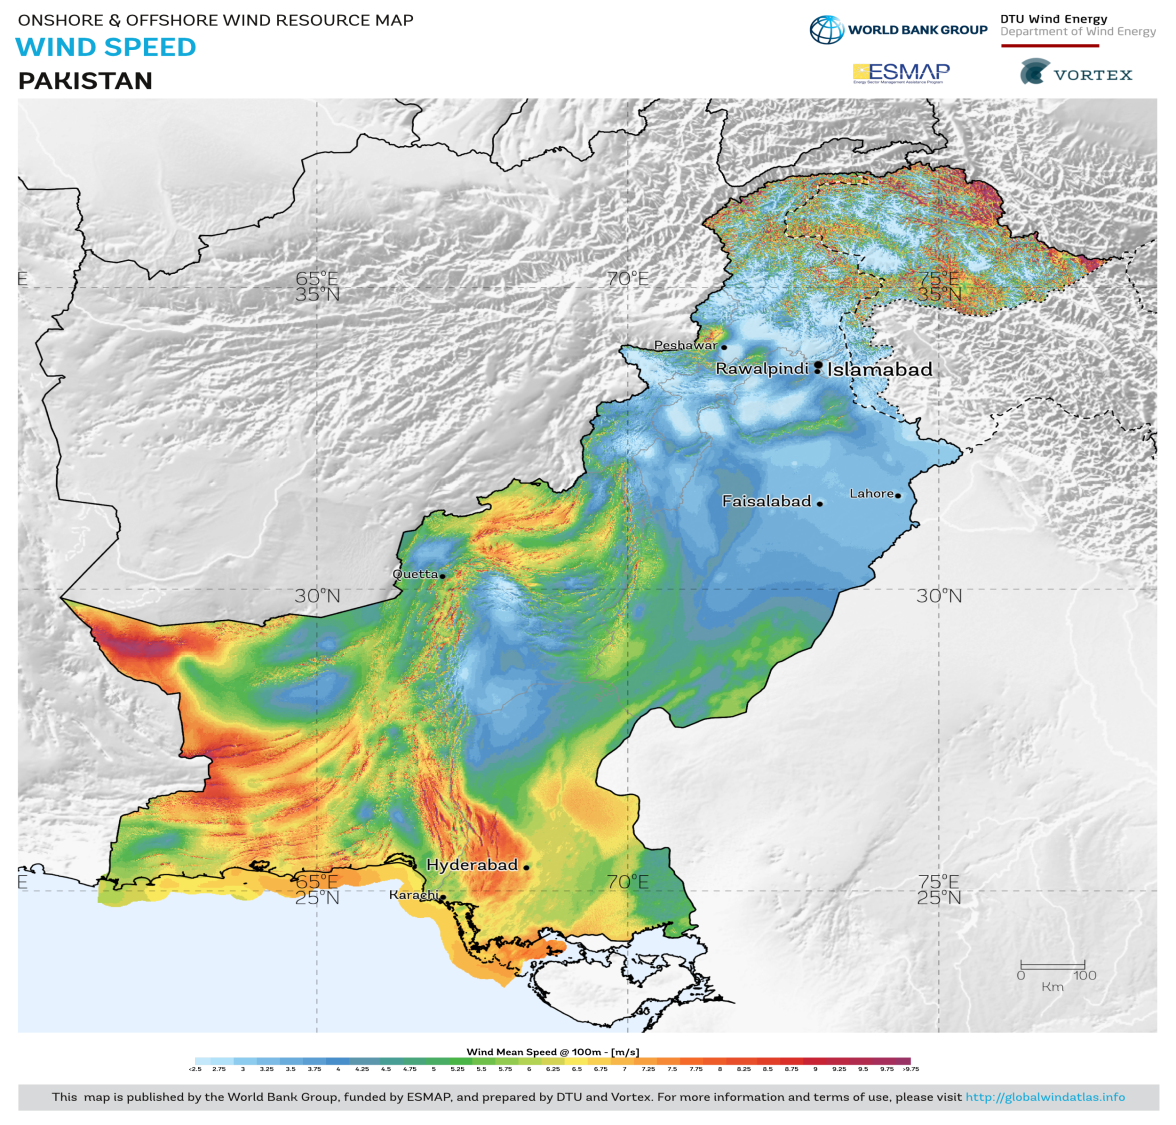 ONSHORE & OFFSHORE WIND RESOURCE MAP
WIND SPEED
PAKISTAN
WORLD BANK GROUP
DTU Wind Energy
Department of Wind Energy
ESMAP
Energy Sector Management Assistance Program
VORTEX
E 65°E 70°E 75°E
35°N 35°N
Peshawar
Rawalpindi Islamabad
Faisalabad Lahore
Quetta
30°N 30°N
Hyderabad
E 65°E 70°E 75°E
Karachi
25°N 25°N
0 100
Km
Wind Mean Speed @ 100m - [m/s]
<2.5 2.75 3 3.25 3.5 3.75 4 4.25 4.5 4.75 5 5.25 5.5 5.75 6 6.25 6.5 6.75 7 7.25 7.5 7.75 8 8.25 8.5 8.75 9 9.25 9.5 9.75 >9.75
This map is published by the World Bank Group, funded by ESMAP, and prepared by DTU and Vortex. For more information and terms of use, please visit http://globalwindatlas.info